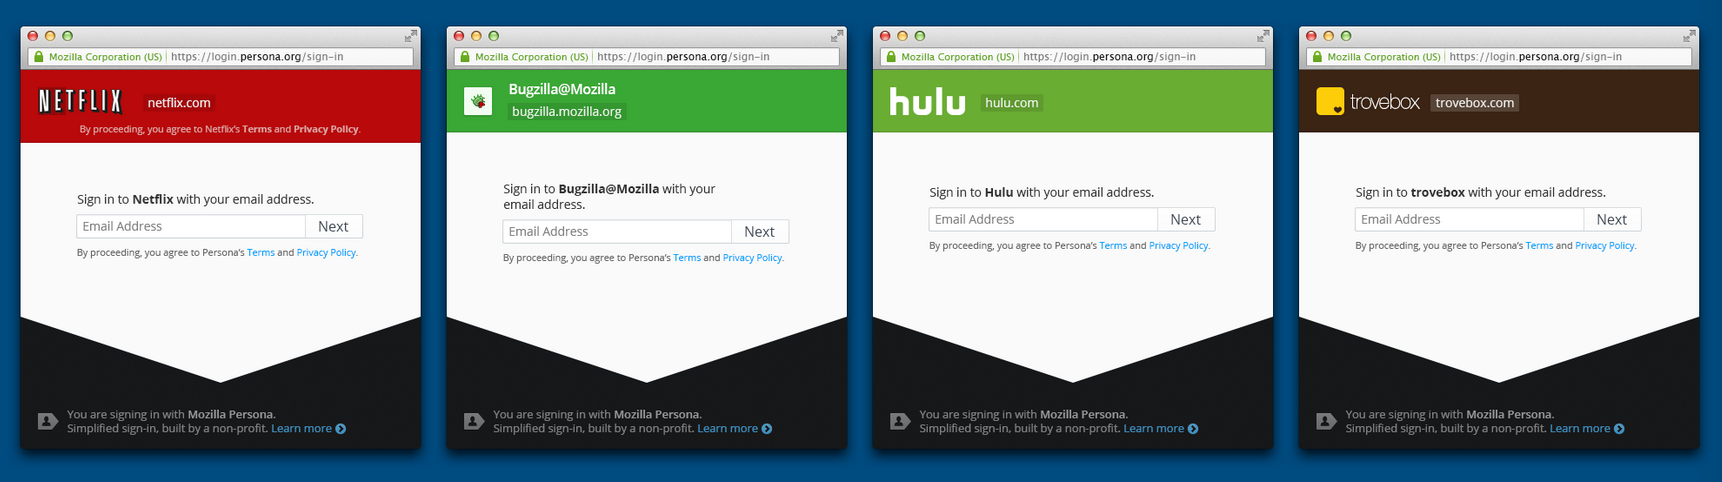 Mozilla Corporation (US) https://login.persona.org/sign-in
NETFLIX netflix.com
By proceeding, you agree to Netflix's Terms and Privacy Policy.
Sign in to Netflix with your email address.
Email Address Next
By proceeding, you agree to Persona's Terms and Privacy Policy.
You are signing in with Mozilla Persona.
Simplified sign-in, built by a non-profit. Learn more
Mozilla Corporation (US) https://login.persona.org/sign-in
Bugzilla@Mozilla
bugzilla.mozilla.org
Sign in to Bugzilla@Mozilla with your
email address.
Email Address Next
By proceeding, you agree to Persona's Terms and Privacy Policy.
You are signing in with Mozilla Persona.
Simplified sign-in, built by a non-profit. Learn more
Mozilla Corporation (US) https://login.persona.org/sign-in
hulu hulu.com
Sign in to Hulu with your email address.
Email Address Next
By proceeding, you agree to Persona's Terms and Privacy Policy.
You are signing in with Mozilla Persona.
Simplified sign-in, built by a non-profit. Learn more
Mozilla Corporation (US) https://login.persona.org/sign-in
trovebox trovebox.com
Sign in to trovebox with your email address.
Email Address Next
By proceeding, you agree to Persona's Terms and Privacy Policy.
You are signing in with Mozilla Persona.
Simplified sign-in, built by a non-profit. Learn more